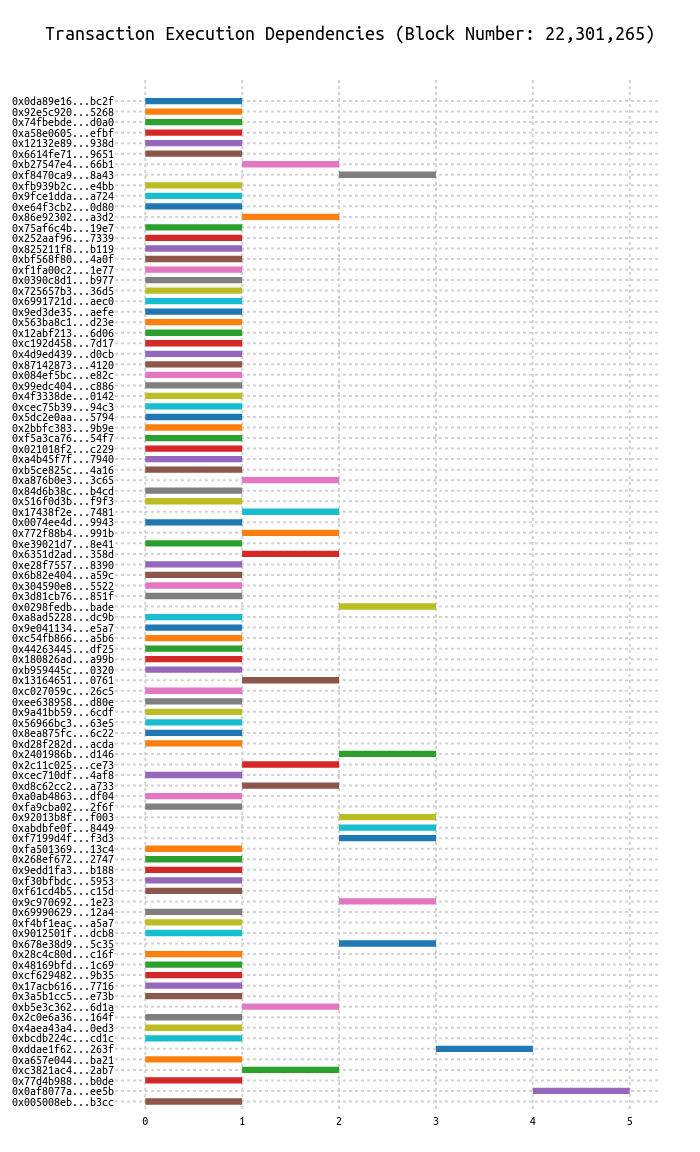 Transaction Execution Dependencies (Block Number: 22,301,265)
0x0da89e16...bc2f
0x92e5c920...5268
0x74fbebde...d0a0
0xa58e0605...efbf
0x12132e89...938d
0x6614fe71...9651
0xb27547e4...66b1
0xf8470ca9...8a43
0xfb939b2c...e4bb
0x9fce1dda...a724
0xe64f3cb2...0d80
0x86e92302...a3d2
0x75af6c4b...19e7
0x252aaf96...7339
0x825211f8...b119
0xbf568f80...4a0f
0xf1fa00c2...1e77
0x0390c8d1...b977
0x725657b3...36d5
0x6991721d...aec0
0x9ed3de35...aefe
0x563ba8c1...d23e
0x12abf213...6d06
0xc192d458...7d17
0x4d9ed439...d0cb
0x87142873...4120
0x084ef5bc...e82c
0x99edc404...c886
0x4f3338de...0142
0xcec75b39...94c3
0x5dc2e0aa...5794
0x2bbfc383...9b9e
0xf5a3ca76...54f7
0x021018f2...c229
0xa4b45f7f...7940
0xb5ce825c...4a16
0xa876b0e3...3c65
0x84d6b38c...b4cd
0x516f0d3b...f9f3
0x17438f2e...7481
0x0074ee4d...9943
0x772f88b4...991b
0xe39021d7...8e41
0x6351d2ad...358d
0xe28f7557...8390
0x6b82e404...a59c
0x304590e8...5522
0x3d81cb76...851f
0x0298fedb...bade
0xa8ad5228...dc9b
0x9e041134...e5a7
0xc54fb866...a5b6
0x44263445...df25
0x180826ad...a99b
0xb959445c...0320
0x13164651...0761
0xc027059c...26c5
0xee638958...d80e
0x9a41bb59...6cdf
0x56966bc3...63e5
0x8ea875fc...6c22
0xd28f282d...acda
0x2401986b...d146
0x2c11c025...ce73
0xcec710df...4af8
0xd8c62cc2...a733
0xa0ab4863...df04
0xfa9cba02...2f6f
0x92013b8f...f003
0xabdbfe0f...8449
0xf7199d4f...f3d3
0xfa501369...13c4
0x268ef672...2747
0x9edd1fa3...b188
0xf30bfbdc...5953
0xf61cd4b5...c15d
0x9c970692...1e23
0x69990629...12a4
0xf4bf1eac...a5a7
0x9012501f...dcb8
0x678e38d9...5c35
0x28c4c80d...c16f
0x48169bfd...1c69
0xcf629482...9b35
0x17acb616...7716
0x3a5b1cc5...e73b
0xb5e3c362...6d1a
0x2c0e6a36...164f
0x4aea43a4...0ed3
0xbcdb224c...cd1c
0xddae1f62...263f
0xa657e044...ba21
0xc3821ac4...2ab7
0x77d4b988...b0de
0x0af8077a...ee5b
0x005008eb...b3cc
0 1 2 3 4 5